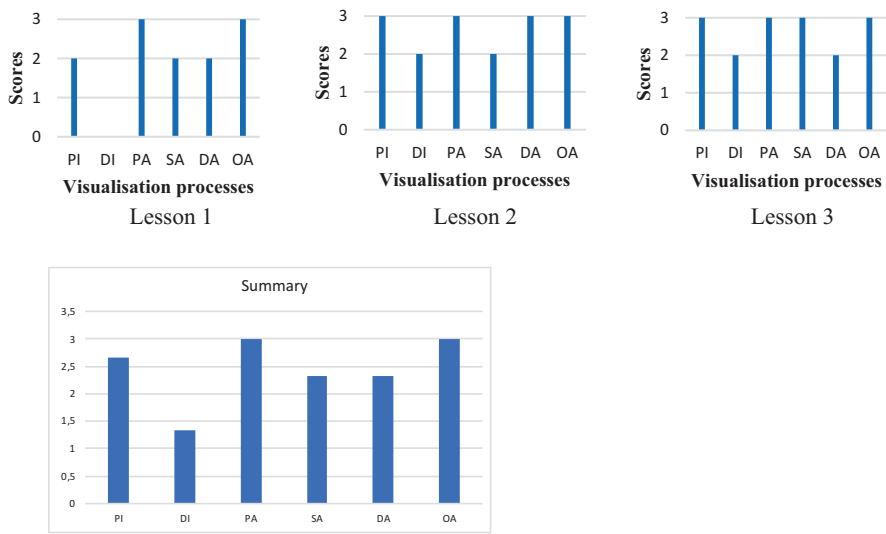 Scores
3
2
1
0
PI DI PA SA DA OA
Visualisation processes
Lesson 1
Scores
3
2
1
0
PI DI PA SA DA OA
Visualisation processes
Lesson 2
Scores
3
2
1
0
PI DI PA SA DA OA
Visualisation processes
Lesson 3
Summary
3,5
3
2,5
2
1,5
1
0,5
0
PI DI PA SA DA OA